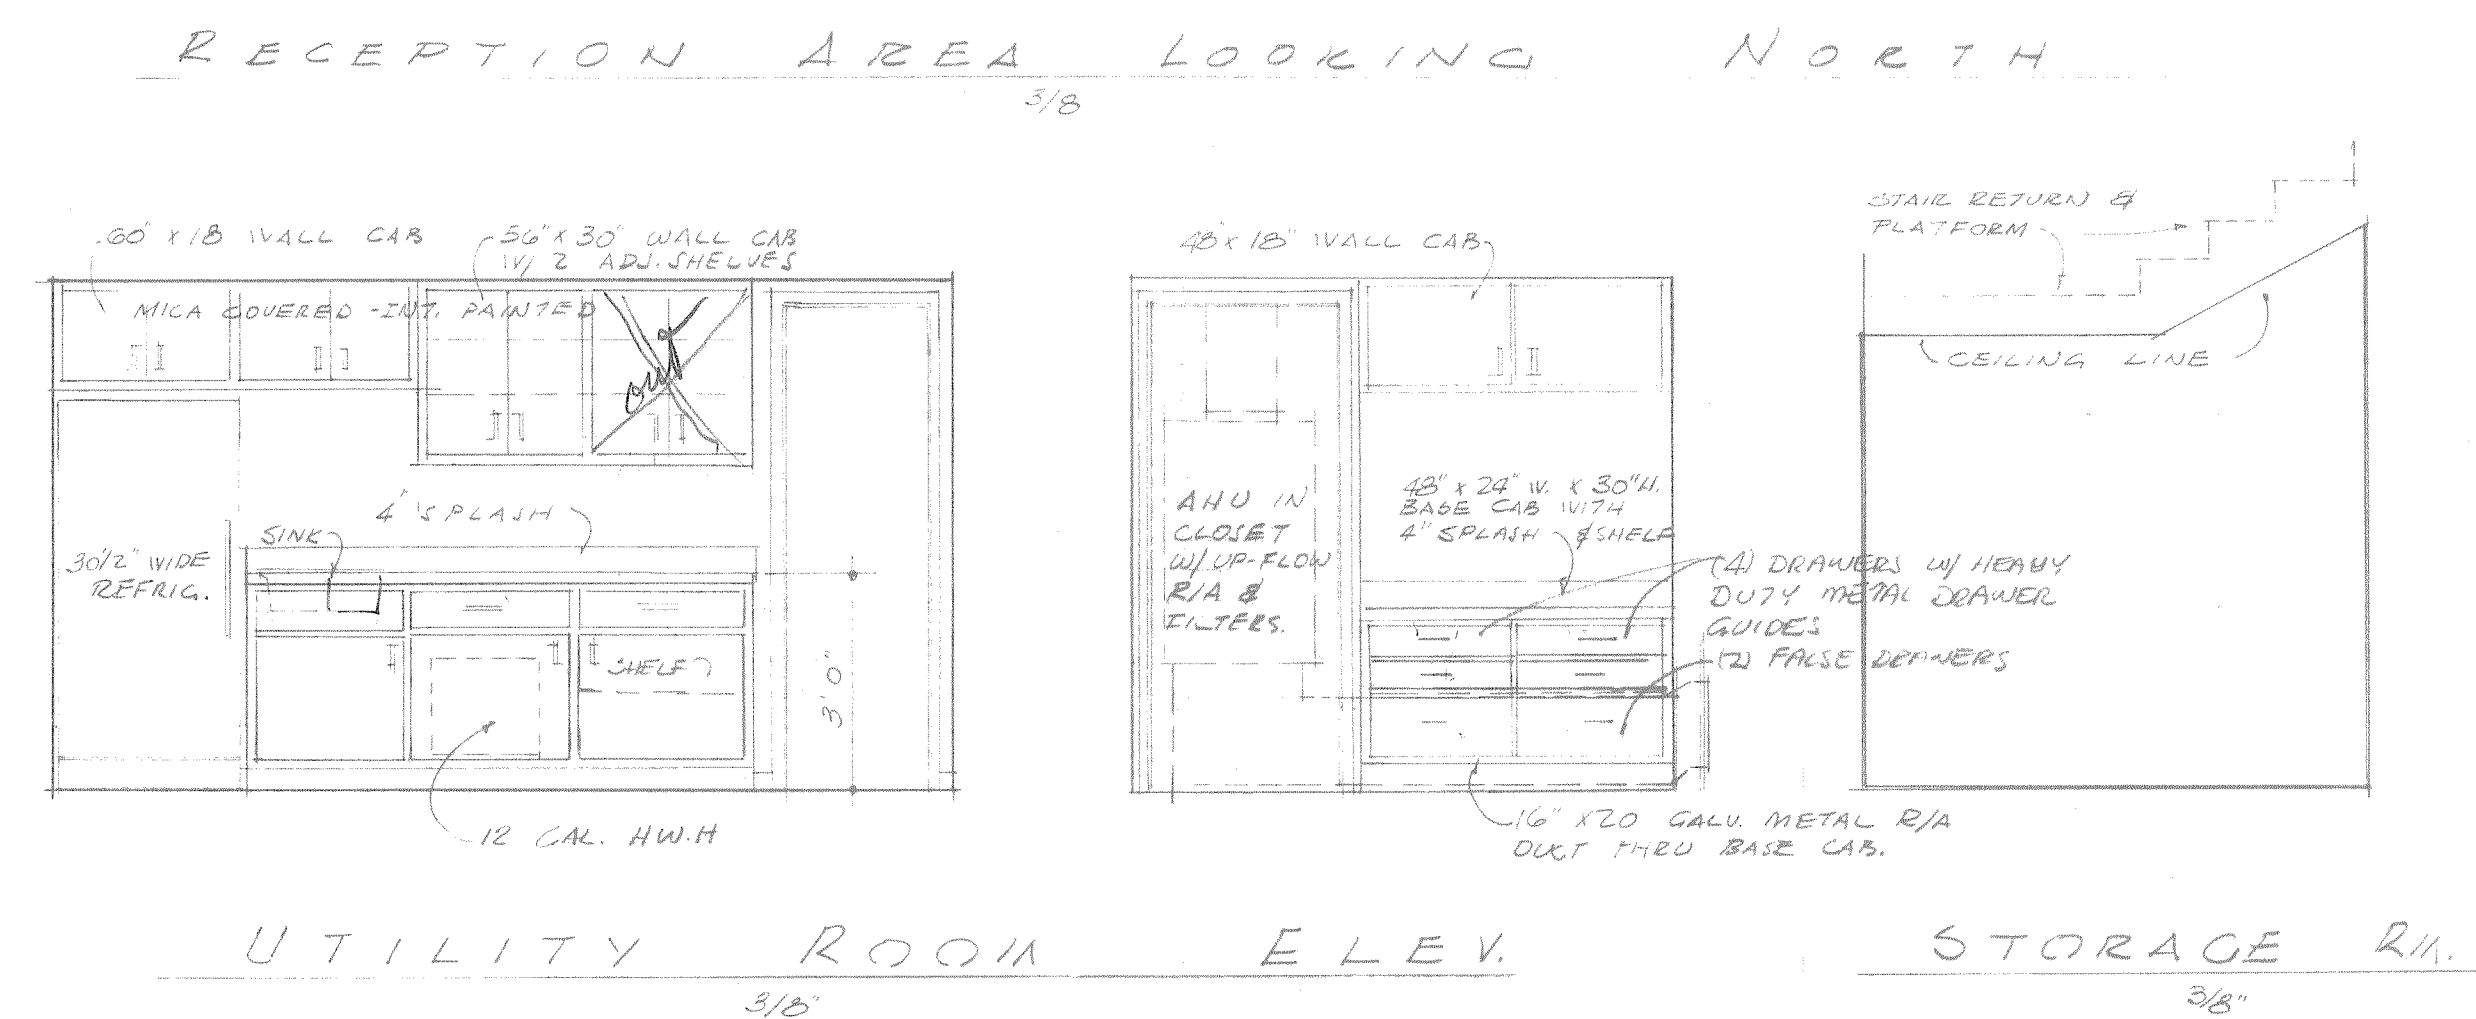 RECEPTION AREA LOOKING NORTH
3/8
60" X 18 WALL CAB
56" X 30" WALL CAB
W/ 2 ADJ. SHELVES
MICA COVERED - INT. PAINTED
out
4" SPLASH
SINK
30 1/2" WIDE
REFRIG.
SHELF
3'0"
12 GAL. H.W.H
48" X 18" WALL CAB
AHU IN
CLOSET
W/ UP-FLOW
R/A &
FILTERS.
48" X 24" W. X 30" H.
BASE CAB WITH
4" SPLASH & SHELF
(4) DRAWERS W/ HEAVY
DUTY METAL DRAWER
GUIDES
(2) FALSE DRAWERS
16" X 20 GALV. METAL R/A
DUCT THRU BASE CAB.
STAIR RETURN &
PLATFORM
CEILING LINE
UTILITY ROOM ELEV.
3/8"
STORAGE RM.
3/8"